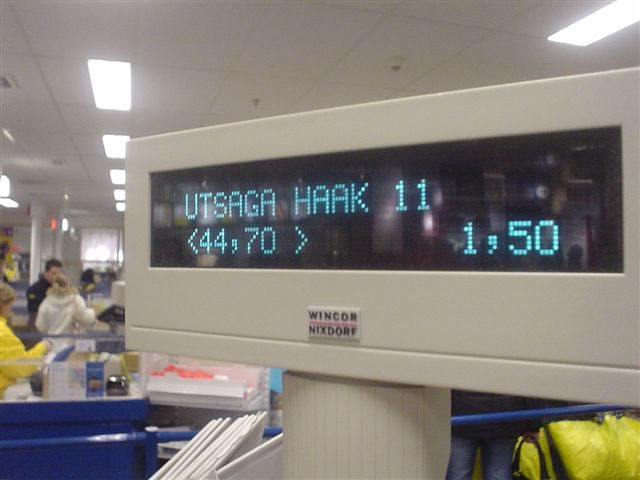 UTSAGA HAAK 11
<44,70 > 1,50
WINCOR
NIXDORF